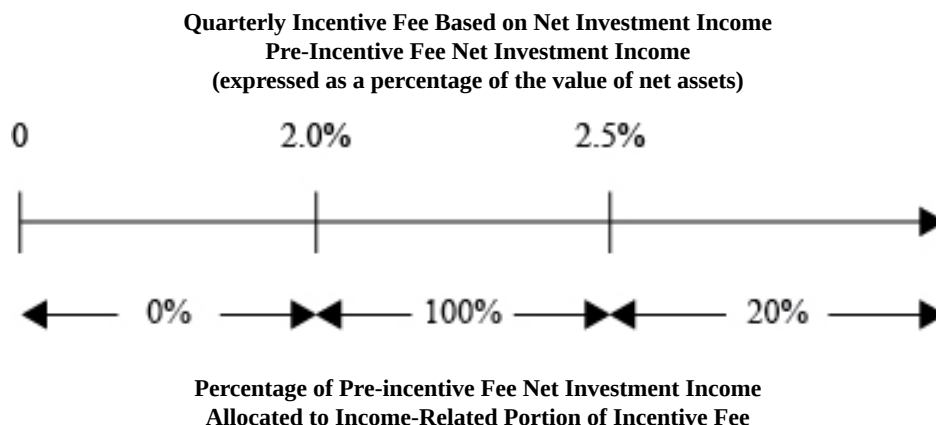 Quarterly Incentive Fee Based on Net Investment Income
Pre-Incentive Fee Net Investment Income
(expressed as a percentage of the value of net assets)
0 2.0% 2.5%
0% 100% 20%
Percentage of Pre-incentive Fee Net Investment Income
Allocated to Income-Related Portion of Incentive Fee